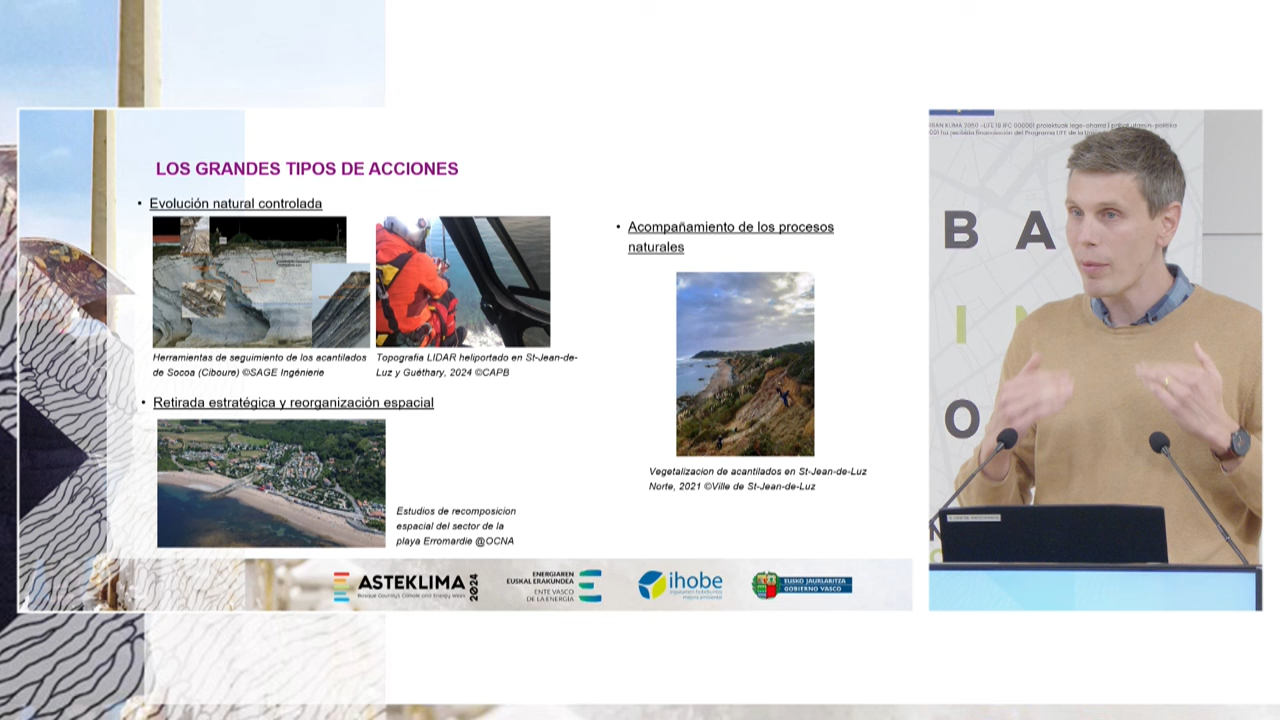 LOS GRANDES TIPOS DE ACCIONES
• Evolución natural controlada
Herramientas de seguimiento de los acantilados
de Socoa (Ciboure) ©SAGE Ingénierie
Topografia LIDAR heliportado en St-Jean-de-
Luz y Guéthary, 2024 ©CAPB
• Retirada estratégica y reorganización espacial
Estudios de recomposicion
espacial del sector de la
playa Erromardie @OCNA
• Acompañamiento de los procesos
naturales
Vegetalizacion de acantilados en St-Jean-de-Luz
Norte, 2021 ©Ville de St-Jean-de-Luz
ASTEKLIMA 2024
Basque Country's Climate and Energy Week
ENERGIAREN
EUSKAL ERAKUNDEA
ENTE VASCO
DE LA ENERGIA
ihobe
EUSKO JAURLARITZA
GOBIERNO VASCO
B A
I
O